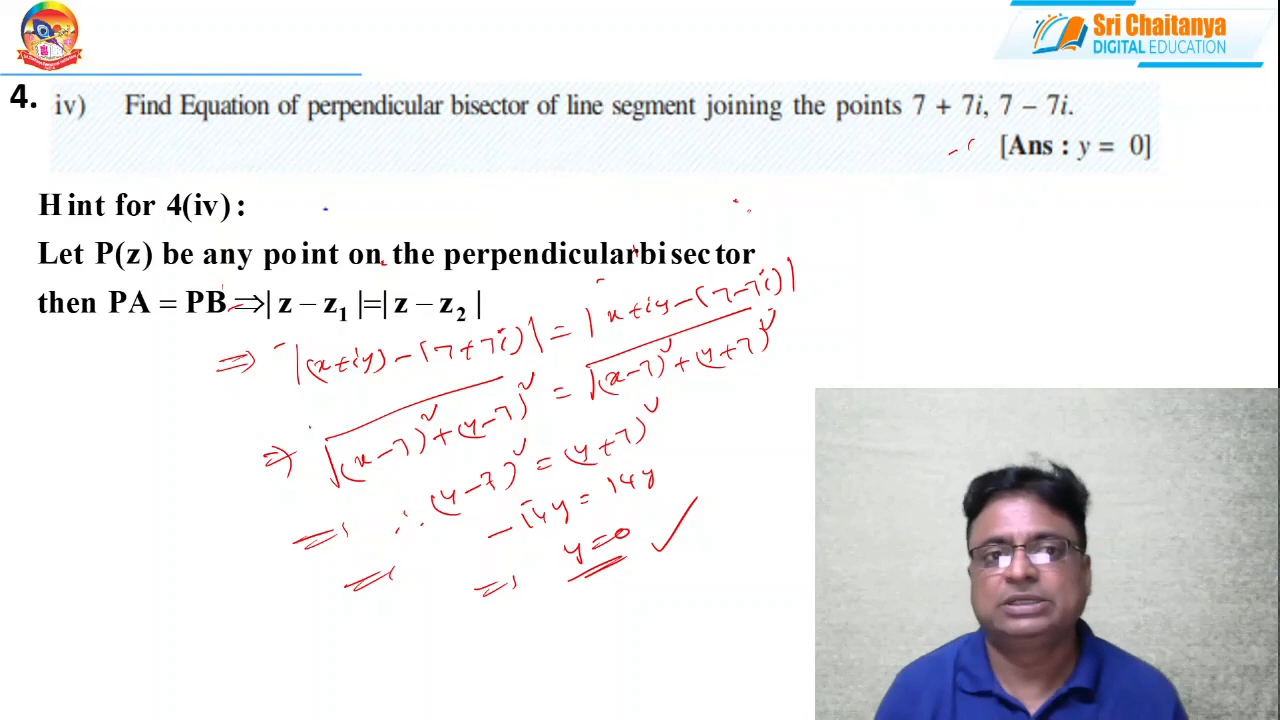 Sri Chaitanya
DIGITAL EDUCATION
4. iv) Find Equation of perpendicular bisector of line segment joining the points 7 + 7i, 7 – 7i.
[Ans : y = 0]
Hint for 4(iv):
Let P(z) be any point on the perpendicularbisector
then PA = PB ⇒| z – z₁ |=| z – z₂ |
⇒ |(x+iy) – (7+7i)| = |x+iy – (7–7i)|
⇒ √(x–7)² + (y–7)² = √(x–7)² + (y+7)²
⇒ ∴ (y–7)² = (y+7)²
–14y = 14y
⇒ y=0